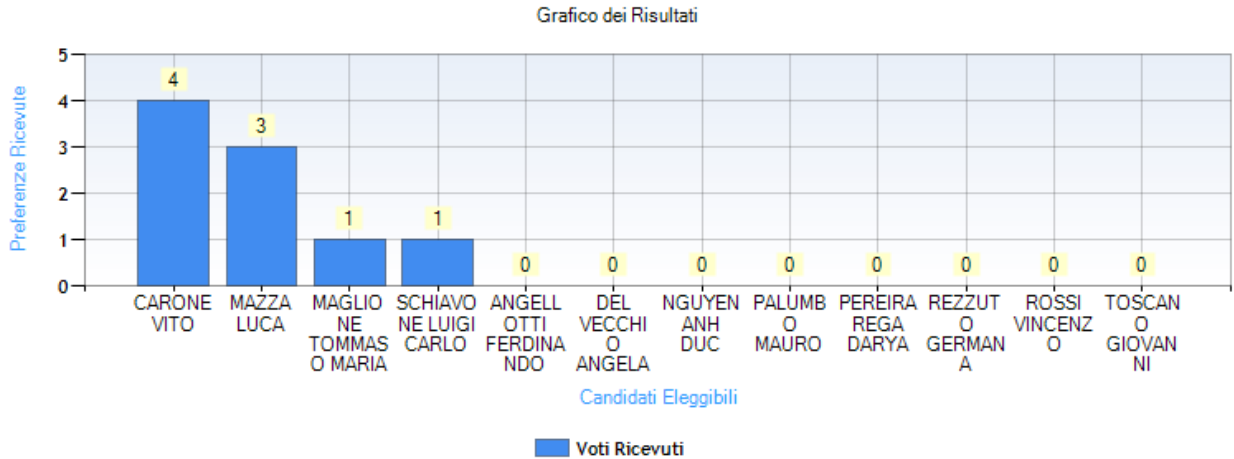 Grafico dei Risultati
5
4
3
2
1
0
Preferenze Ricevute
4
3
1
1
0
0
0
0
0
0
0
0
CARONE
VITO
MAZZA
LUCA
MAGLIO
NE
TOMMAS
O MARIA
SCHIAVO
NE LUIGI
CARLO
ANGELL
OTTI
FERDINA
NDO
DEL
VECCHI
O
ANGELA
NGUYEN
ANH
DUC
PALUMB
O
MAURO
PEREIRA
REGA
DARYA
REZZUT
O
GERMAN
A
ROSSI
VINCENZ
O
TOSCAN
O
GIOVAN
NI
Candidati Eleggibili
Voti Ricevuti